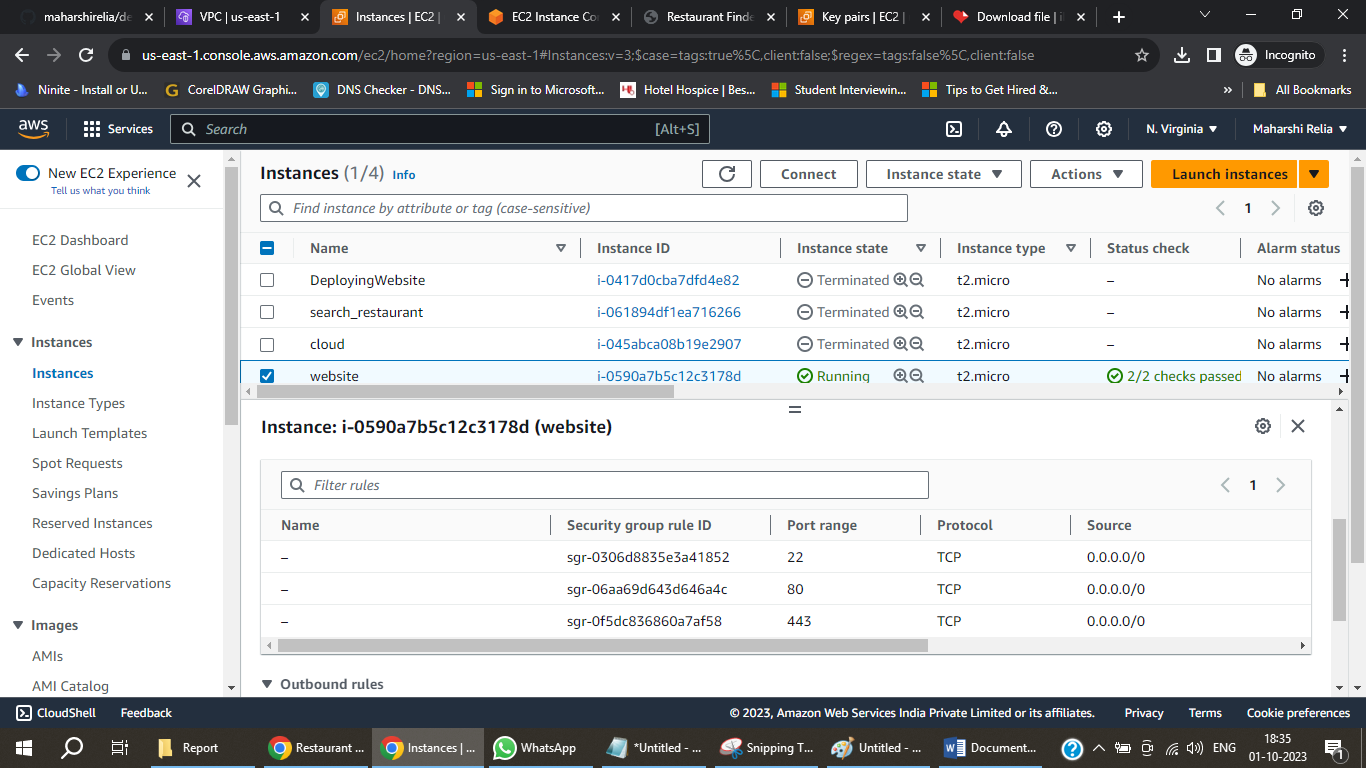 maharshirelia/de
VPC | us-east-1
Instances | EC2 |
EC2 Instance Co
Restaurant Finde
Key pairs | EC2 |
Download file | i
us-east-1.console.aws.amazon.com/ec2/home?region=us-east-1#Instances:v=3;$case=tags:true%5C,client:false;$regex=tags:false%5C,client:false
Incognito
Ninite - Install or U...
CorelDRAW Graphi...
DNS Checker - DNS...
Sign in to Microsoft...
Hotel Hospice | Bes...
Student Interviewin...
Tips to Get Hired &...
»
All Bookmarks
aws
Services
Search
[Alt+S]
N. Virginia
Maharshi Relia
New EC2 Experience
Tell us what you think
EC2 Dashboard
EC2 Global View
Events
Instances
Instances
Instance Types
Launch Templates
Spot Requests
Savings Plans
Reserved Instances
Dedicated Hosts
Capacity Reservations
Images
AMIs
AMI Catalog
Instances (1/4) Info
Connect
Instance state
Actions
Launch instances
Find instance by attribute or tag (case-sensitive)
1
Name Instance ID Instance state Instance type Status check Alarm status
DeployingWebsite i-0417d0cba7dfd4e82 Terminated t2.micro – No alarms
search_restaurant i-061894df1ea716266 Terminated t2.micro – No alarms
cloud i-045abca08b19e2907 Terminated t2.micro – No alarms
website i-0590a7b5c12c3178d Running t2.micro 2/2 checks passed No alarms
Instance: i-0590a7b5c12c3178d (website)
Filter rules
1
Name Security group rule ID Port range Protocol Source
– sgr-0306d8835e3a41852 22 TCP 0.0.0.0/0
– sgr-06aa69d643d646a4c 80 TCP 0.0.0.0/0
– sgr-0f5dc836860a7af58 443 TCP 0.0.0.0/0
Outbound rules
CloudShell
Feedback
© 2023, Amazon Web Services India Private Limited or its affiliates.
Privacy
Terms
Cookie preferences
Report
Restaurant ...
Instances | ...
WhatsApp
*Untitled - ...
Snipping T...
Untitled - ...
Document...
ENG
18:35
01-10-2023
1